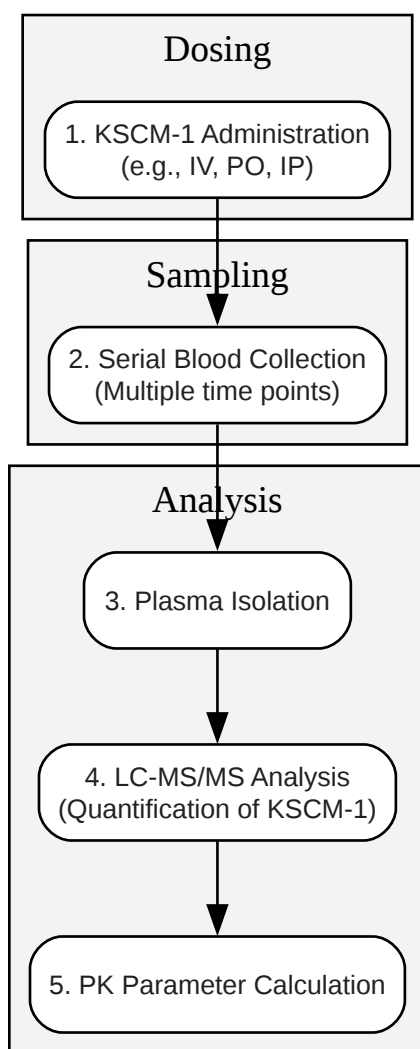 Dosing
1. KSCM-1 Administration
(e.g., IV, PO, IP)
Sampling
2. Serial Blood Collection
(Multiple time points)
Analysis
3. Plasma Isolation
4. LC-MS/MS Analysis
(Quantification of KSCM-1)
5. PK Parameter Calculation